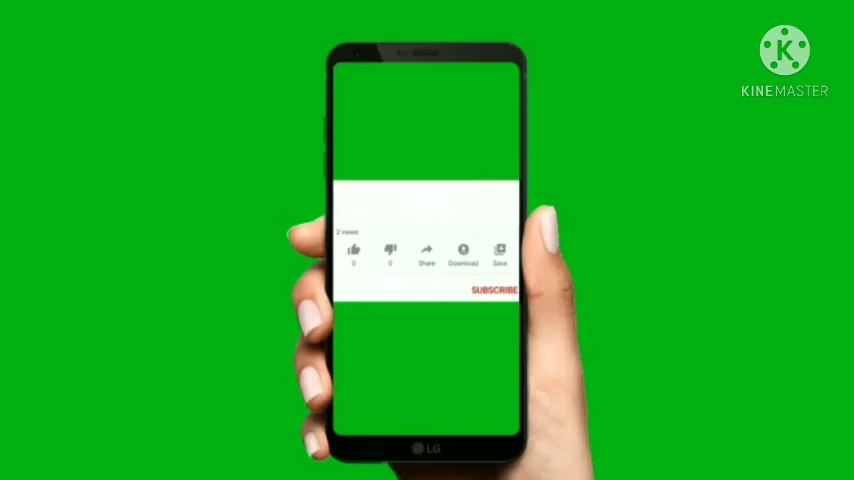 K
KINEMASTER
2 views
0 0 Share Download Save
SUBSCRIBE
LG